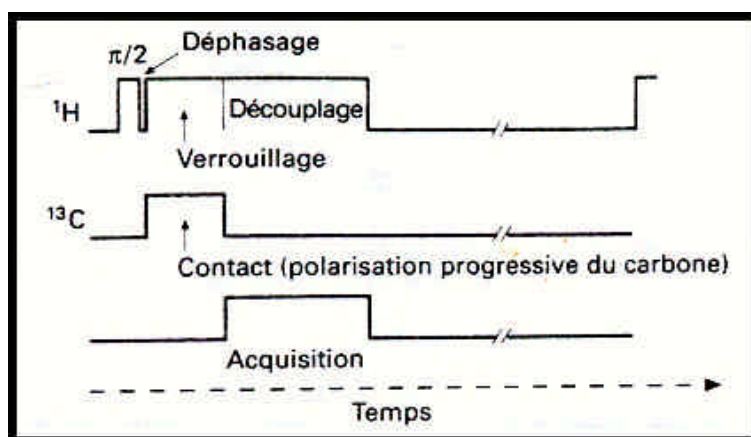 Déphasage
π/2
¹H
Découplage
Verrouillage
¹³C
Contact (polarisation progressive du carbone)
Acquisition
Temps